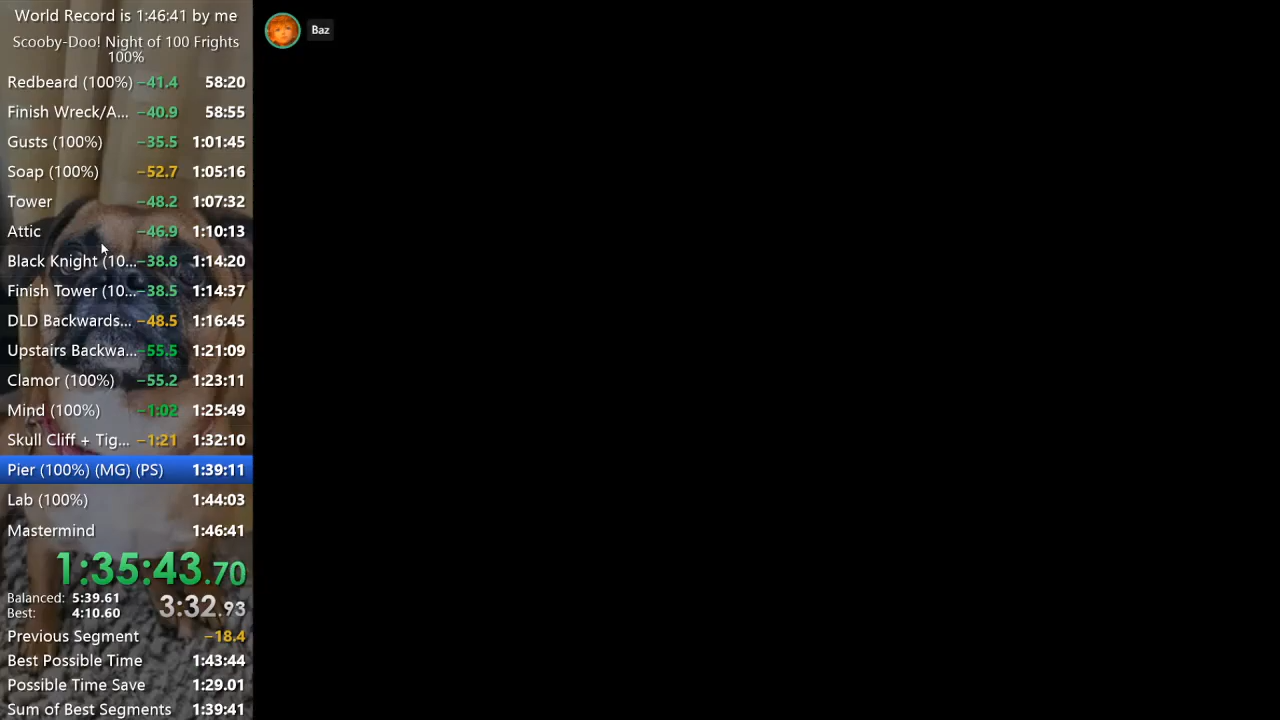 World Record is 1:46:41 by me
Scooby-Doo! Night of 100 Frights
100%
Redbeard (100%) −41.4 58:20
Finish Wreck/A... −40.9 58:55
Gusts (100%) −35.5 1:01:45
Soap (100%) −52.7 1:05:16
Tower −48.2 1:07:32
Attic −46.9 1:10:13
Black Knight (10... −38.8 1:14:20
Finish Tower (10... −38.5 1:14:37
DLD Backwards... −48.5 1:16:45
Upstairs Backwa... −55.5 1:21:09
Clamor (100%) −55.2 1:23:11
Mind (100%) −1:02 1:25:49
Skull Cliff + Tig... −1:21 1:32:10
Pier (100%) (MG) (PS) 1:39:11
Lab (100%) 1:44:03
Mastermind 1:46:41
1:35:43.70
Balanced: 5:39.61
Best: 4:10.60
3:32.93
Previous Segment −18.4
Best Possible Time 1:43:44
Possible Time Save 1:29.01
Sum of Best Segments 1:39:41
Baz